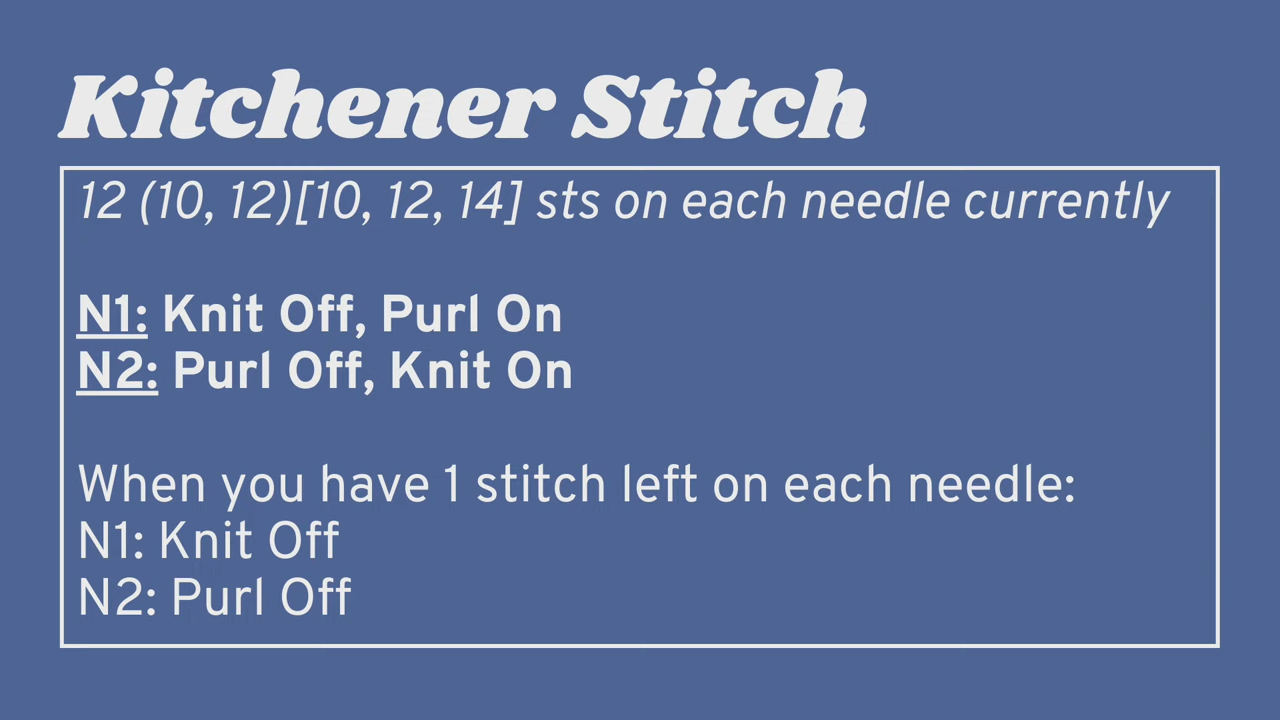 Kitchener Stitch
12 (10, 12)[10, 12, 14] sts on each needle currently
N1: Knit Off, Purl On
N2: Purl Off, Knit On
When you have 1 stitch left on each needle:
N1: Knit Off
N2: Purl Off